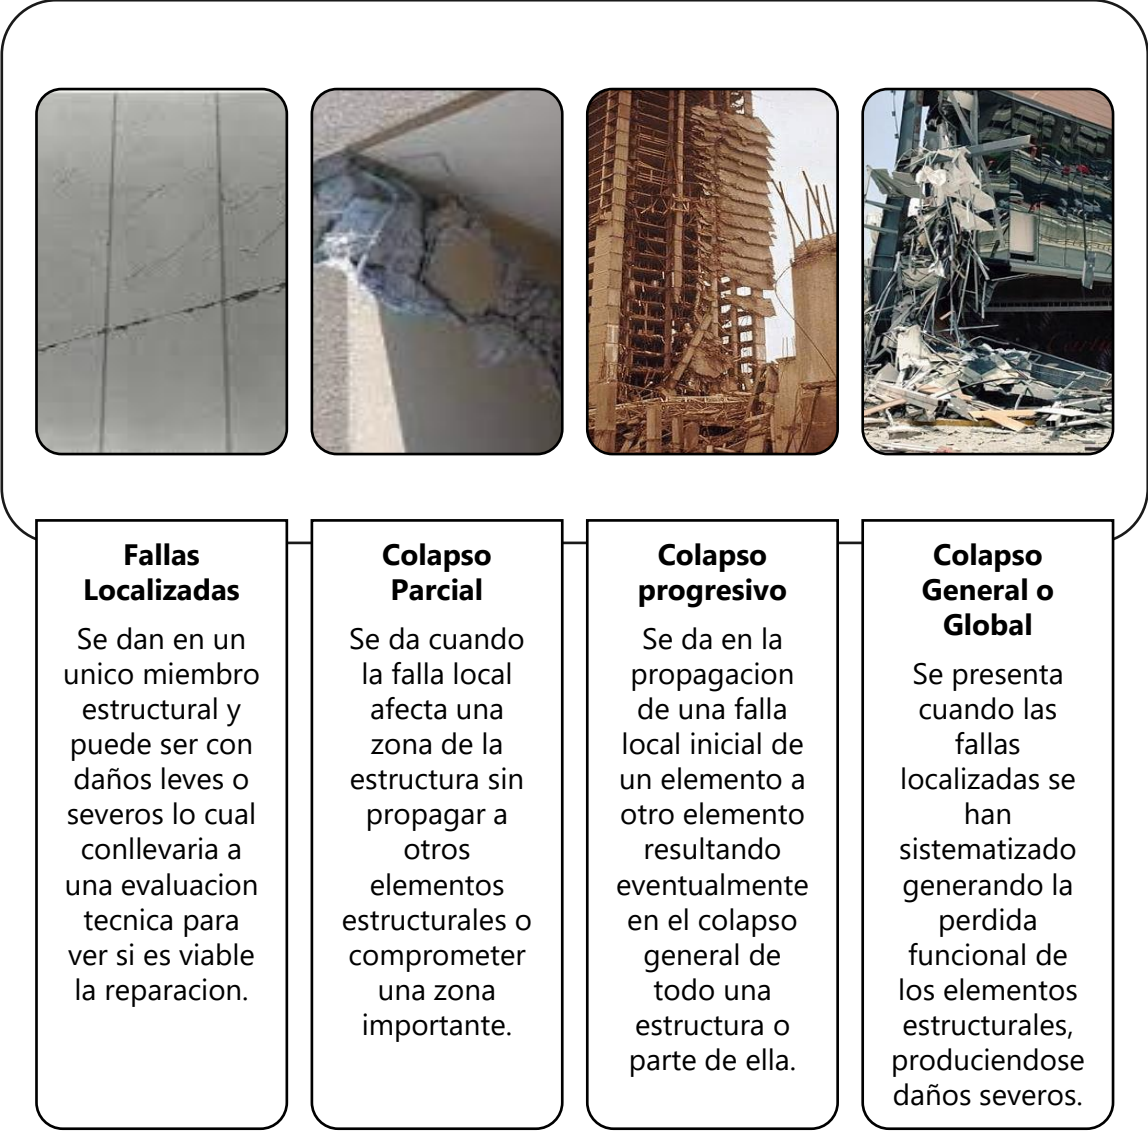 Fallas
Localizadas
Se dan en un
unico miembro
estructural y
puede ser con
daños leves o
severos lo cual
conllevaria a
una evaluacion
tecnica para
ver si es viable
la reparacion.
Colapso
Parcial
Se da cuando
la falla local
afecta una
zona de la
estructura sin
propagar a
otros
elementos
estructurales o
comprometer
una zona
importante.
Colapso
progresivo
Se da en la
propagacion
de una falla
local inicial de
un elemento a
otro elemento
resultando
eventualmente
en el colapso
general de
todo una
estructura o
parte de ella.
Colapso
General o
Global
Se presenta
cuando las
fallas
localizadas se
han
sistematizado
generando la
perdida
funcional de
los elementos
estructurales,
produciendose
daños severos.